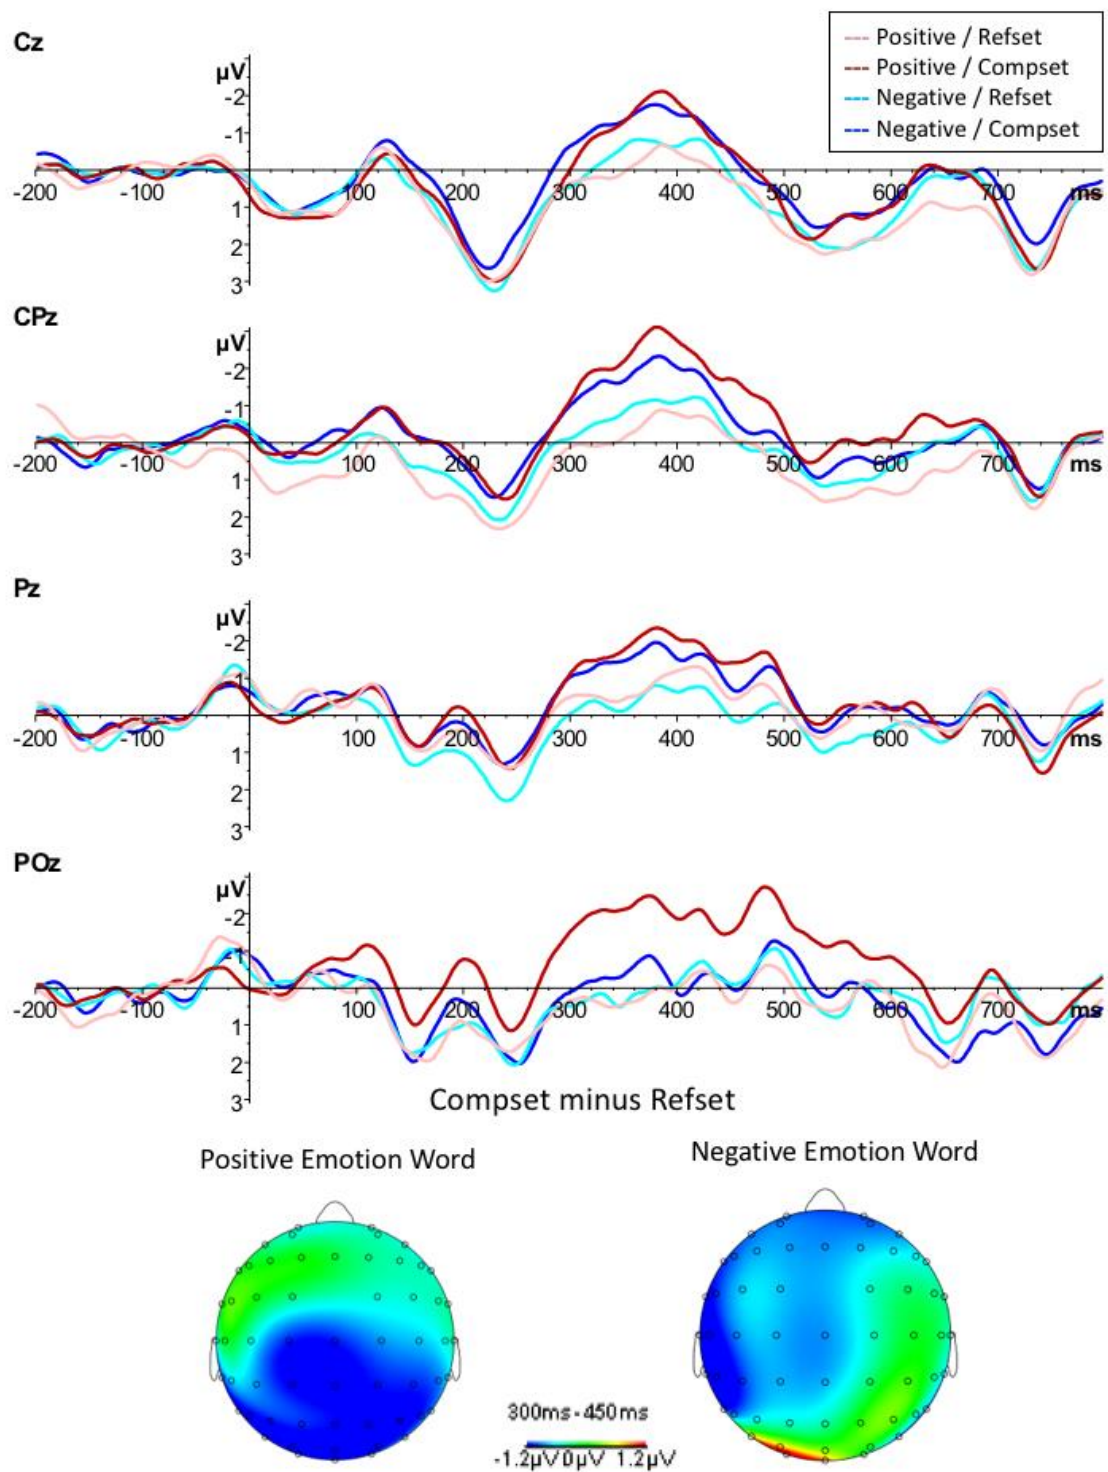 Cz
Positive / Refset
Positive / Compset
Negative / Refset
Negative / Compset
µV
-2
-1
-200 -100 100 200 300 400 500 600 700 ms
1
2
3
CPz
µV
-2
-1
-200 -100 100 200 300 400 500 600 700 ms
1
2
3
Pz
µV
-2
-1
-200 -100 100 200 300 400 500 600 700 ms
1
2
3
POz
µV
-2
-1
-200 -100 100 200 300 400 500 600 700 ms
1
2
3
Compset minus Refset
Positive Emotion Word
Negative Emotion Word
300ms - 450 ms
-1.2µV 0µV 1.2µV